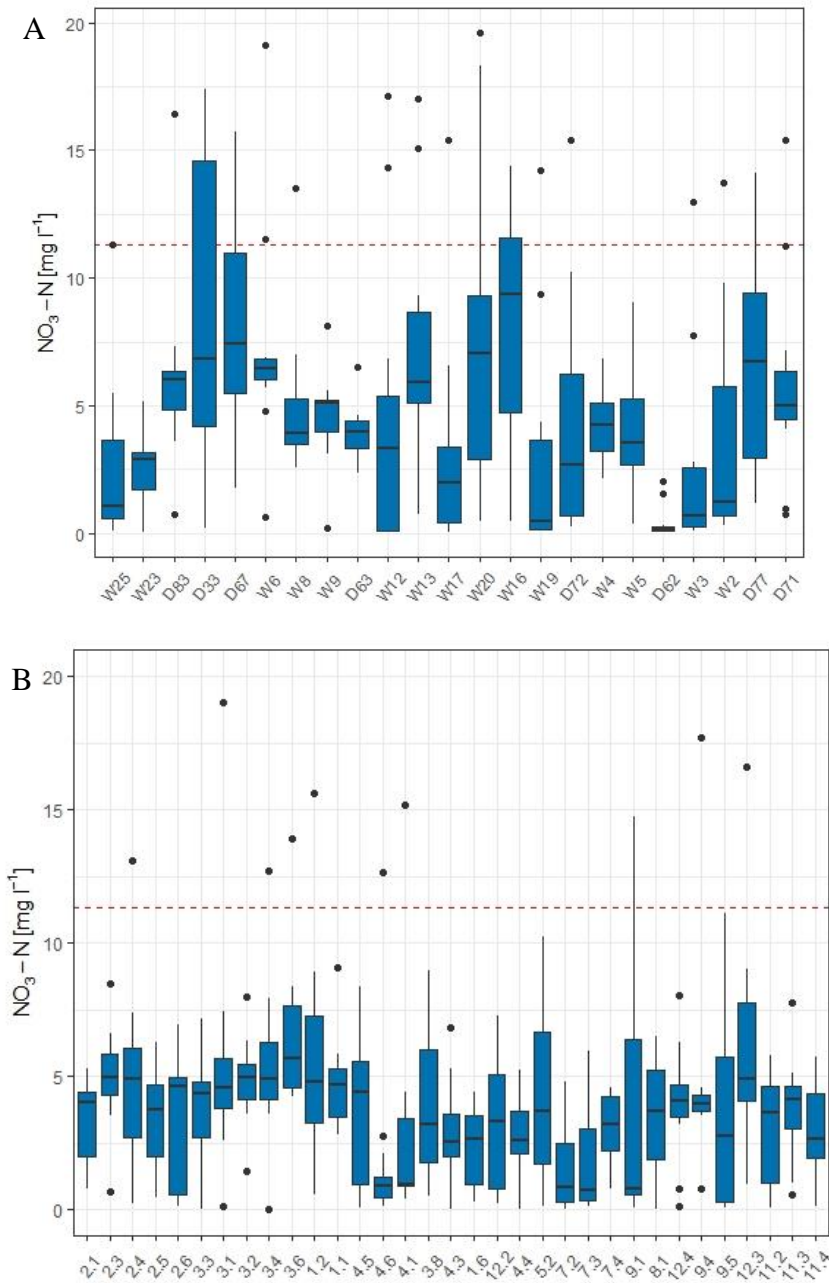 A
20
15
10
5
0
NO₃ – N [mg l⁻¹]
W25 W23 D83 D33 D67 W6 W8 W9 D63 W12 W13 W17 W20 W16 W19 D72 W4 W5 D62 W3 W2 D77 D71
B
20
15
10
5
0
NO₃ – N [mg l⁻¹]
2.1 2.3 2.4 2.5 2.6 3.3 3.1 3.2 3.4 3.6 1.2 1.1 4.5 4.6 4.1 3.8 4.3 1.6 12.2 4.4 5.2 7.2 7.3 7.4 9.1 8.1 12.4 9.4 9.5 12.3 11.2 11.3 11.4